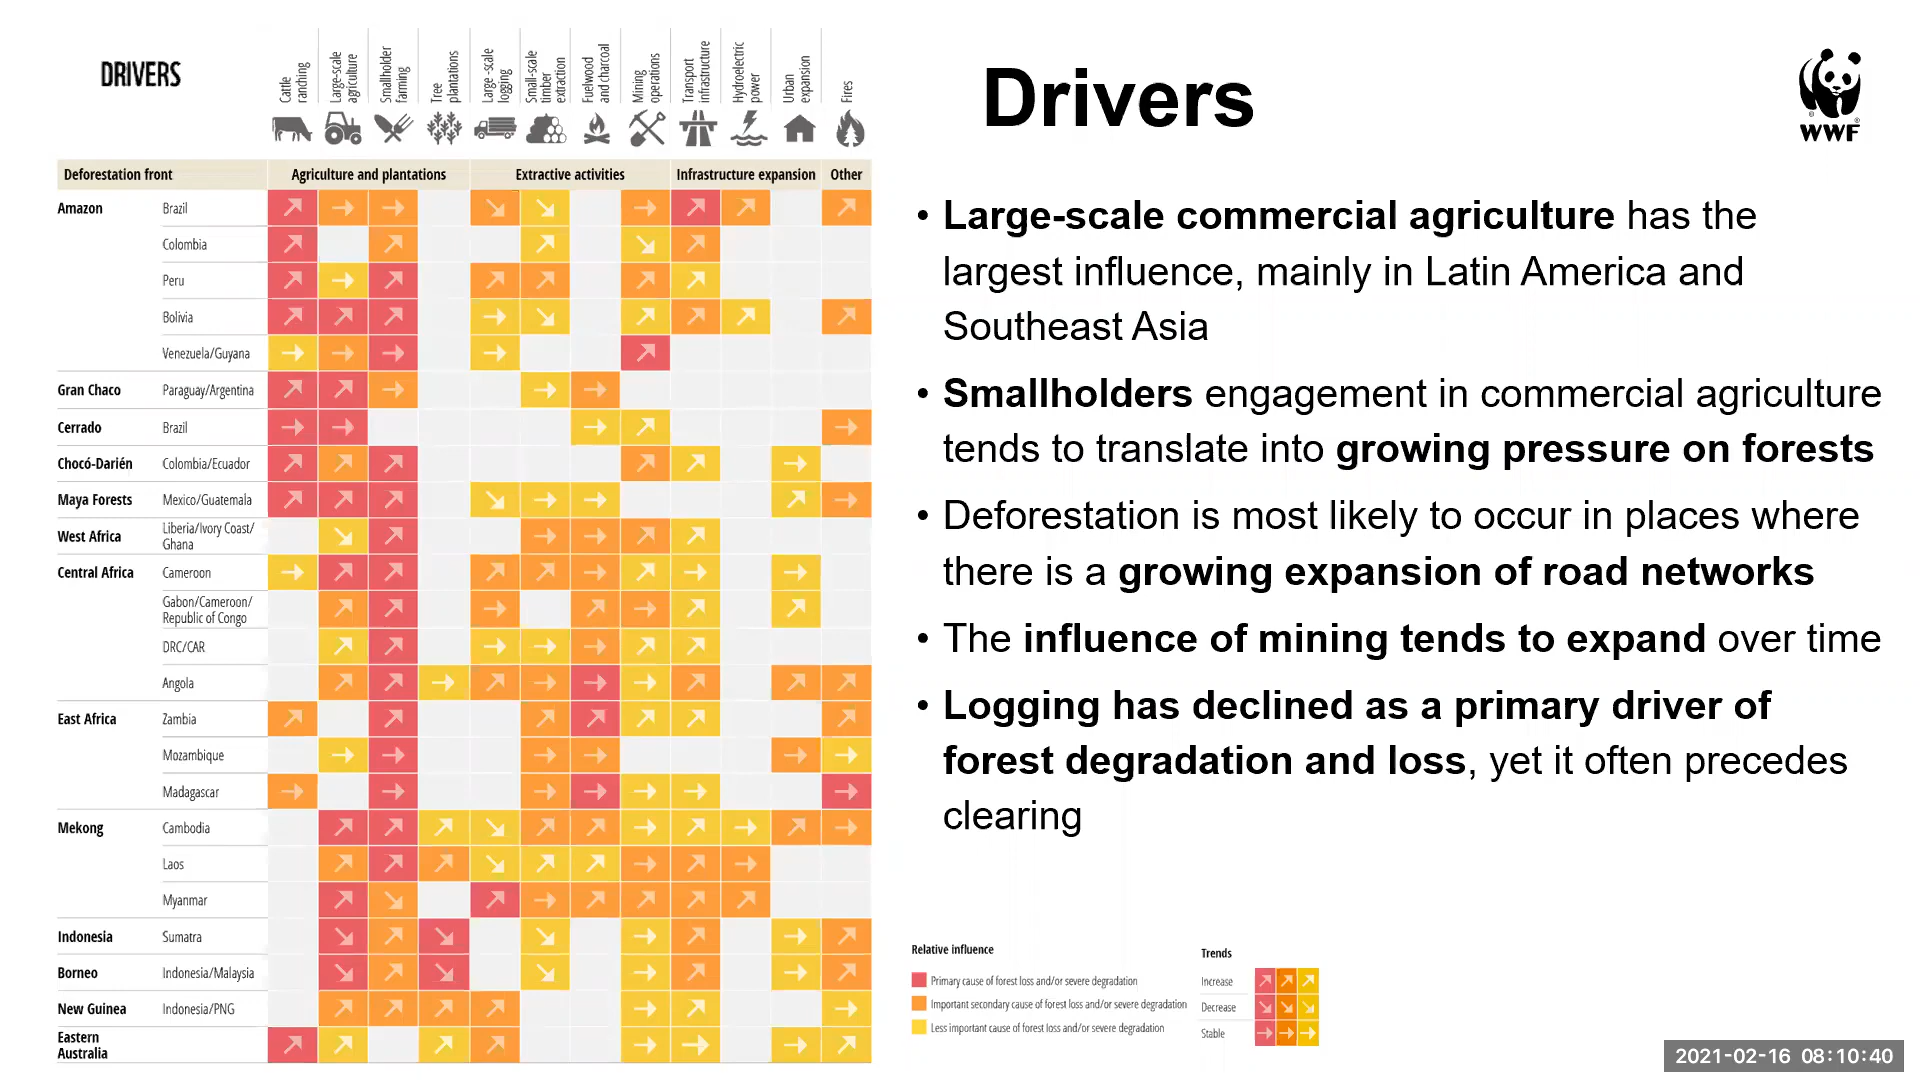 DRIVERS
Cattle
ranching
Large-scale
agriculture
Smallholder
farming
Tree
plantations
Large -scale
logging
Small-scale
timber
extraction
Fuelwood
and charcoal
Mining
operations
Transport
infrastructure
Hydroelectric
power
Urban
expansion
Fires
Deforestation front
Agriculture and plantations
Extractive activities
Infrastructure expansion
Other
Amazon
Brazil
Colombia
Peru
Bolivia
Venezuela/Guyana
Gran Chaco
Paraguay/Argentina
Cerrado
Brazil
Chocó-Darién
Colombia/Ecuador
Maya Forests
Mexico/Guatemala
West Africa
Liberia/Ivory Coast/
Ghana
Central Africa
Cameroon
Gabon/Cameroon/
Republic of Congo
DRC/CAR
Angola
East Africa
Zambia
Mozambique
Madagascar
Mekong
Cambodia
Laos
Myanmar
Indonesia
Sumatra
Borneo
Indonesia/Malaysia
New Guinea
Indonesia/PNG
Eastern
Australia
Drivers
WWF
• Large-scale commercial agriculture has the
largest influence, mainly in Latin America and
Southeast Asia
• Smallholders engagement in commercial agriculture
tends to translate into growing pressure on forests
• Deforestation is most likely to occur in places where
there is a growing expansion of road networks
• The influence of mining tends to expand over time
• Logging has declined as a primary driver of
forest degradation and loss, yet it often precedes
clearing
Relative influence
Primary cause of forest loss and/or severe degradation
Important secondary cause of forest loss and/or severe degradation
Less important cause of forest loss and/or severe degradation
Trends
Increase
Decrease
Stable
2021-02-16 08:10:40